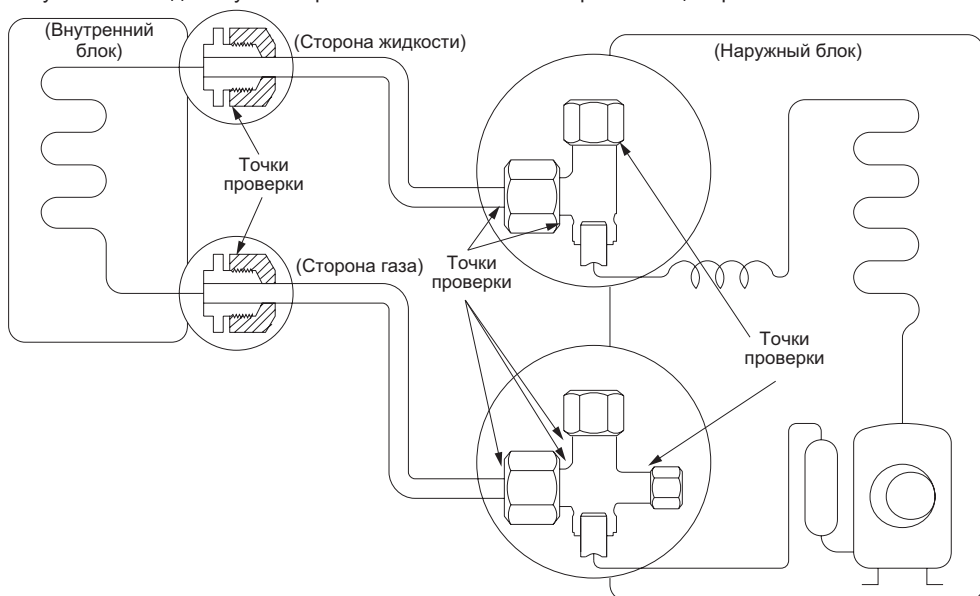 (Внутренний
блок)
(Сторона жидкости)
(Наружный блок)
Точки
проверки
(Сторона газа)
Точки
проверки
Точки
проверки